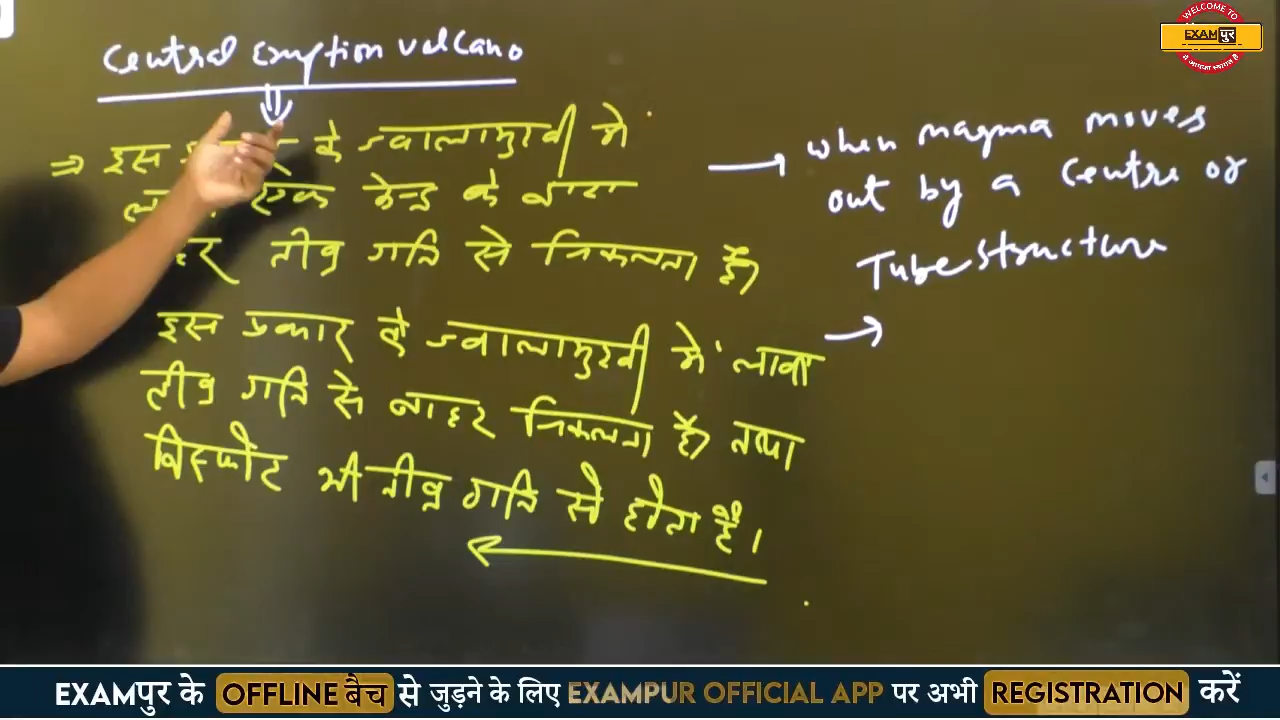 Central eruption volcano
⇒ इस के ज्वालामुखी में
एक केन्द्र के द्वारा
तीव्र गति से निकलता है।
इस प्रकार के ज्वालामुखी में लावा
तीव्र गति से बाहर निकलता है। तथा
विस्फोट भी तीव्र गति से होता है।
→ when magma moves
out by a centre or
Tube structure
→
WELCOME TO
EXAMपुर
EXAMपुर के OFFLINE बैच से जुड़ने के लिए EXAMPUR OFFICIAL APP पर अभी REGISTRATION करें